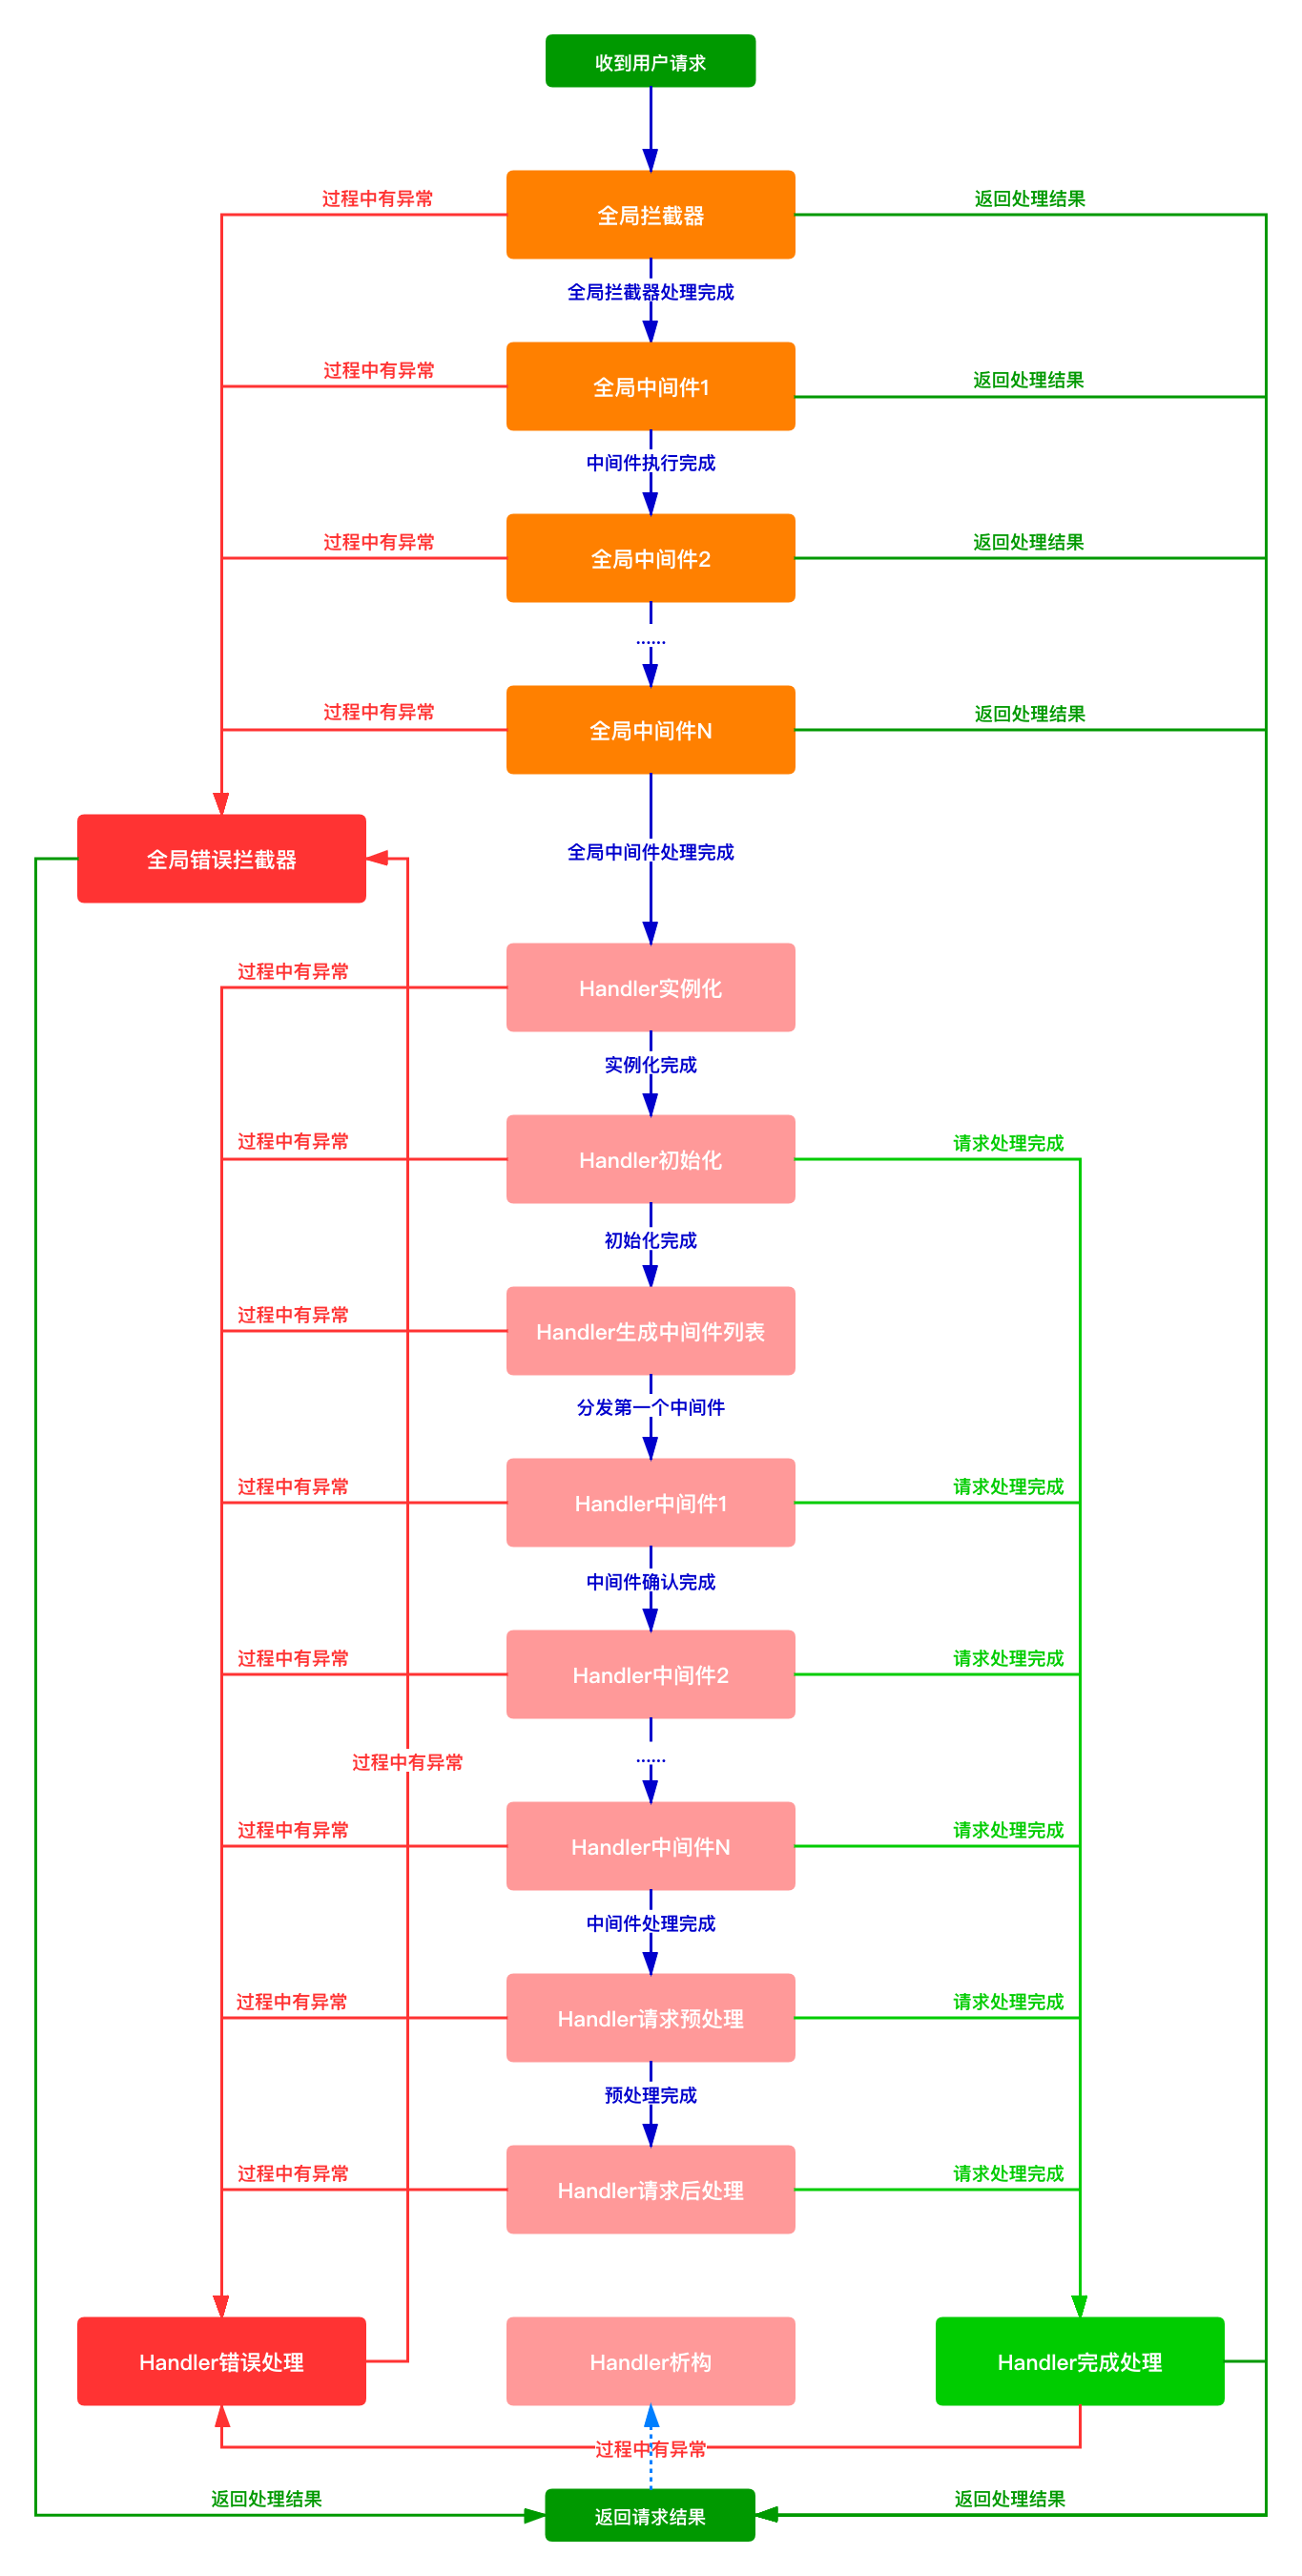 收到用户请求
过程中有异常
全局拦截器
返回处理结果
全局拦截器处理完成
过程中有异常
全局中间件1
返回处理结果
中间件执行完成
过程中有异常
全局中间件2
返回处理结果
......
过程中有异常
全局中间件N
返回处理结果
全局错误拦截器
全局中间件处理完成
过程中有异常
Handler实例化
实例化完成
过程中有异常
Handler初始化
请求处理完成
初始化完成
过程中有异常
Handler生成中间件列表
分发第一个中间件
过程中有异常
Handler中间件1
请求处理完成
中间件确认完成
过程中有异常
Handler中间件2
请求处理完成
过程中有异常
......
过程中有异常
Handler中间件N
请求处理完成
中间件处理完成
过程中有异常
Handler请求预处理
请求处理完成
预处理完成
过程中有异常
Handler请求后处理
请求处理完成
Handler错误处理
Handler析构
Handler完成处理
过程中有异常
返回处理结果
返回请求结果
返回处理结果